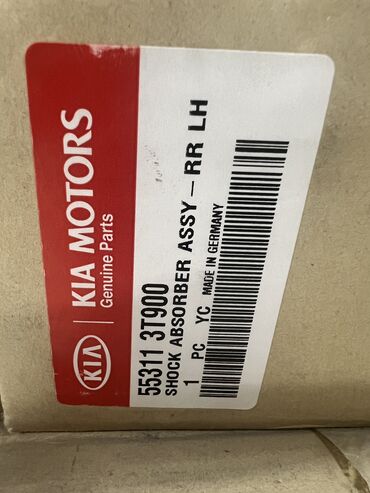 KIA
KIA MOTORS
Genuine Parts
55311 3T900
SHOCK ABSORBER ASSY-RR LH
1 PC YC MADE IN GERMANY